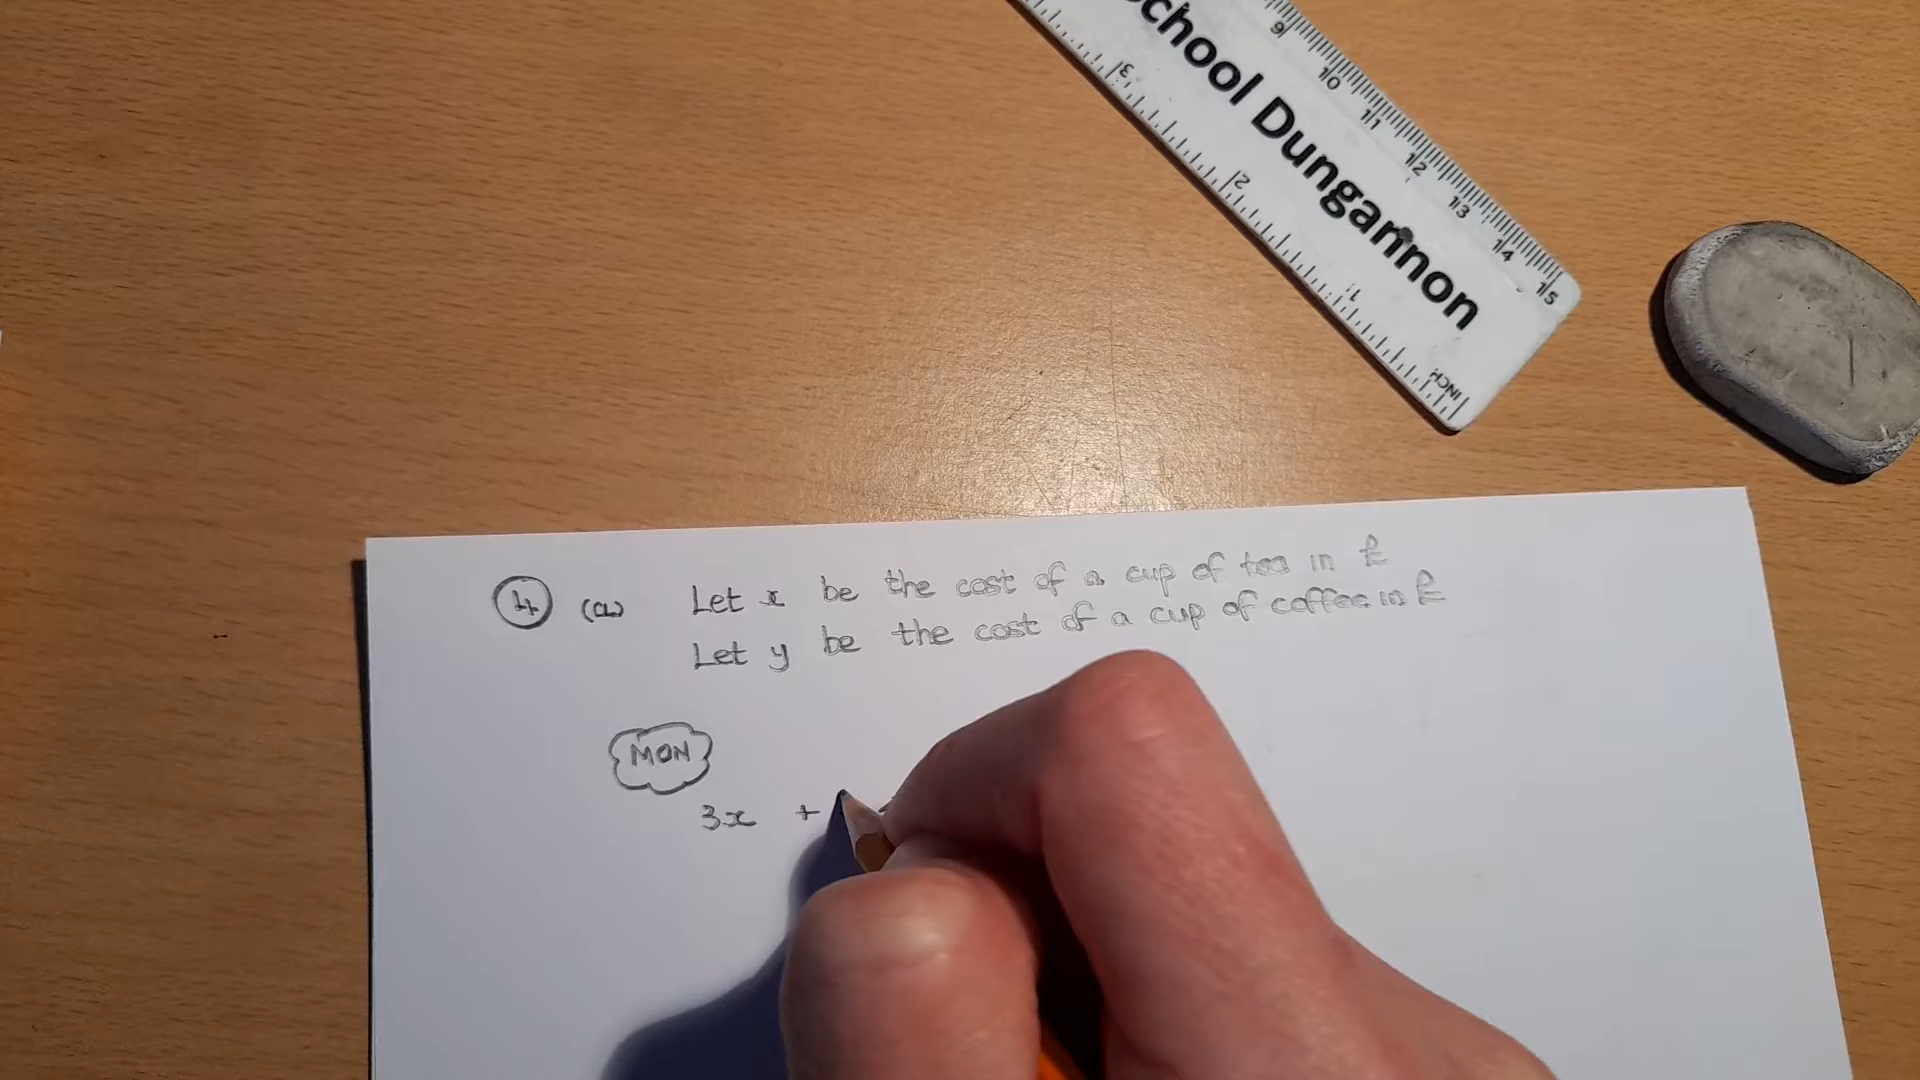 School Dungannon
9 10 11 12 13 14 15
3 2 1 INCH
4 (a) Let x be the cost of a cup of tea in £
Let y be the cost of a cup of coffee in £
MON
3x +